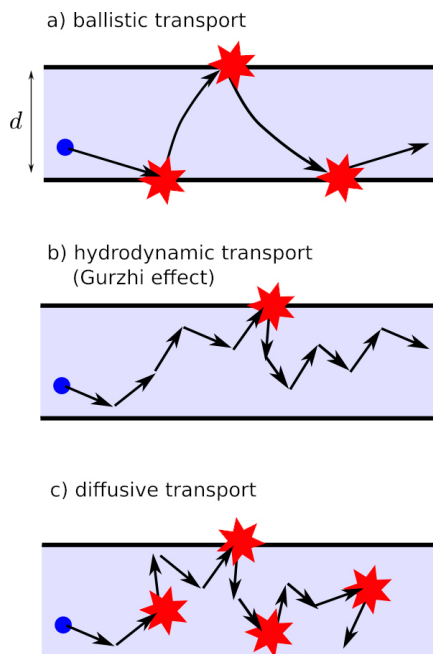 a) ballistic transport
d
b) hydrodynamic transport
(Gurzhi effect)
c) diffusive transport